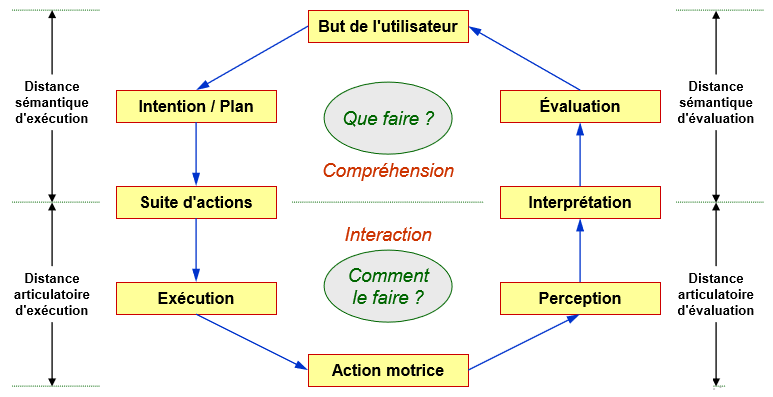 But de l'utilisateur
Distance
sémantique
d'exécution
Intention / Plan
Que faire ?
Évaluation
Distance
sémantique
d'évaluation
Compréhension
Suite d'actions
Interprétation
Interaction
Distance
articulatoire
d'exécution
Exécution
Comment
le faire ?
Perception
Distance
articulatoire
d'évaluation
Action motrice